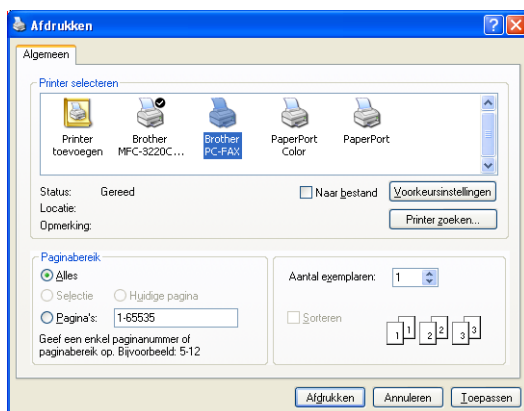 Afdrukken
Algemeen
Printer selecteren
Printer toevoegen
Brother MFC-3220C...
Brother PC-FAX
PaperPort Color
PaperPort
Status: Gereed
Locatie:
Opmerking:
Naar bestand
Voorkeursinstellingen
Printer zoeken...
Paginabereik
Alles
Selectie
Huidige pagina
Pagina's: 1-65535
Geef een enkel paginanummer of
paginabereik op. Bijvoorbeeld: 5-12
Aantal exemplaren: 1
Sorteren
1 1 2 2 3 3
Afdrukken
Annuleren
Toepassen